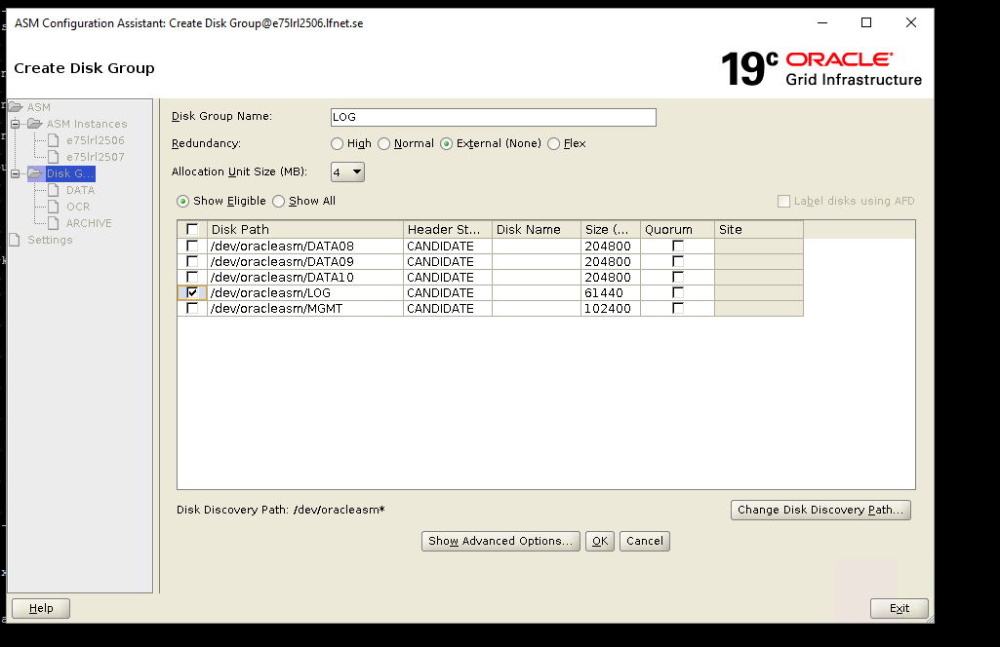 ASM Configuration Assistant: Create Disk Group@e75lrl2506.lfnet.se
Create Disk Group
19c ORACLE
Grid Infrastructure
ASM
ASM Instances
e75lrl2506
e75lrl2507
Disk G...
DATA
OCR
ARCHIVE
Settings
Disk Group Name: LOG
Redundancy: High Normal External (None) Flex
Allocation Unit Size (MB): 4
Show Eligible Show All Label disks using AFD
Disk Path Header St... Disk Name Size (... Quorum Site
/dev/oracleasm/DATA08 CANDIDATE 204800
/dev/oracleasm/DATA09 CANDIDATE 204800
/dev/oracleasm/DATA10 CANDIDATE 204800
/dev/oracleasm/LOG CANDIDATE 61440
/dev/oracleasm/MGMT CANDIDATE 102400
Disk Discovery Path: /dev/oracleasm* Change Disk Discovery Path...
Show Advanced Options... OK Cancel
Help Exit